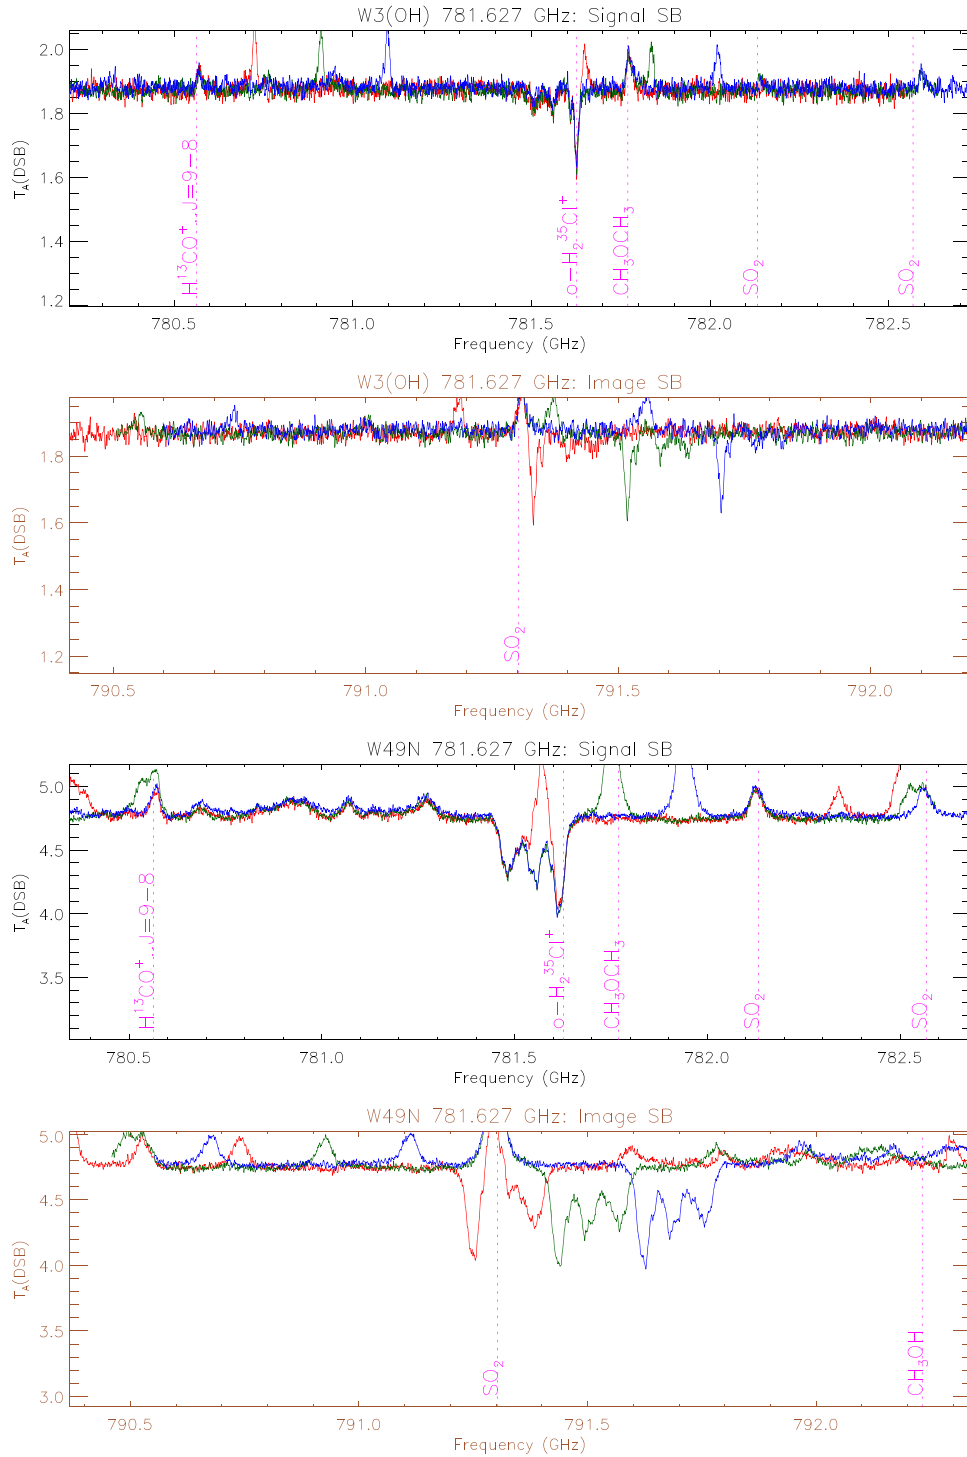 W3(OH) 781.627 GHz: Signal SB
2.0
1.8
1.6
1.4
1.2
T_A(DSB)
H¹³CO⁺...J=9−8
o−H₂³⁵Cl⁺
CH₃OCH₃
SO₂
SO₂
780.5 781.0 781.5 782.0 782.5
Frequency (GHz)
W3(OH) 781.627 GHz: Image SB
1.8
1.6
1.4
1.2
T_A(DSB)
SO₂
790.5 791.0 791.5 792.0
Frequency (GHz)
W49N 781.627 GHz: Signal SB
5.0
4.5
4.0
3.5
T_A(DSB)
H¹³CO⁺...J=9−8
o−H₂³⁵Cl⁺
CH₃OCH₃
SO₂
SO₂
780.5 781.0 781.5 782.0 782.5
Frequency (GHz)
W49N 781.627 GHz: Image SB
5.0
4.5
4.0
3.5
3.0
T_A(DSB)
SO₂
CH₃OH
790.5 791.0 791.5 792.0
Frequency (GHz)